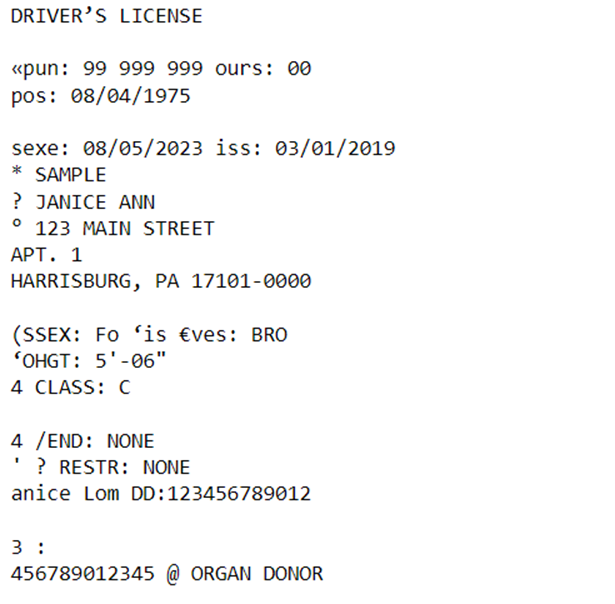 DRIVER’S LICENSE
«pun: 99 999 999 ours: 00
pos: 08/04/1975
sexe: 08/05/2023 iss: 03/01/2019
* SAMPLE
? JANICE ANN
° 123 MAIN STREET
APT. 1
HARRISBURG, PA 17101-0000
(SSEX: Fo ‘is €ves: BRO
‘OHGT: 5'-06"
4 CLASS: C
4 /END: NONE
' ? RESTR: NONE
anice Lom DD:123456789012
3 :
456789012345 @ ORGAN DONOR